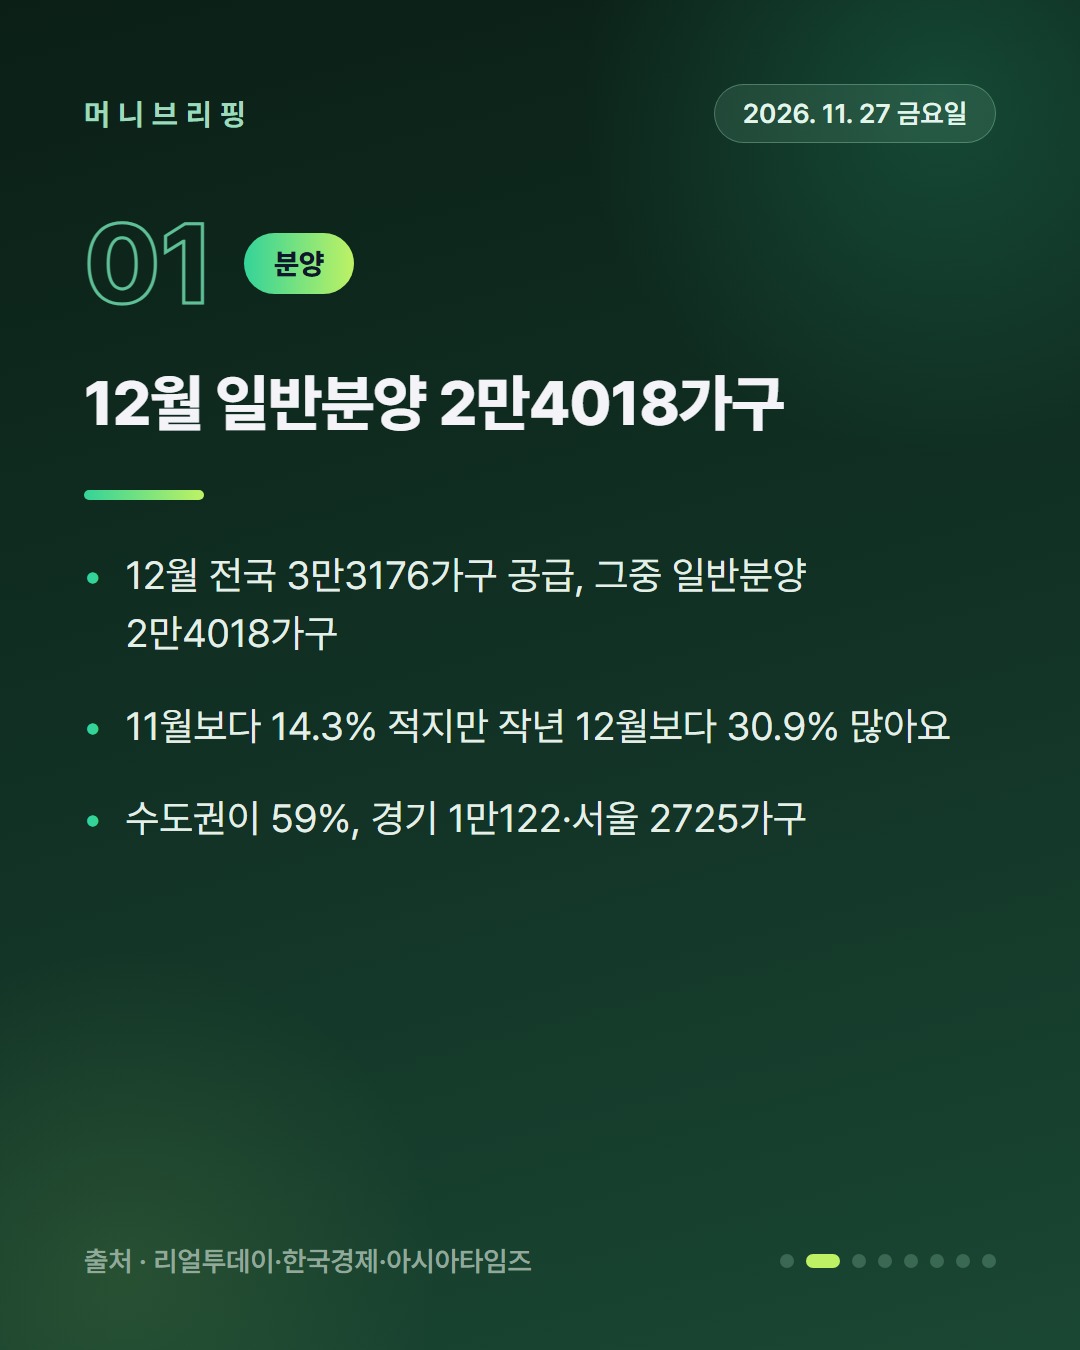 머니브리핑
2026. 11. 27 금요일
01
분양
12월 일반분양 2만4018가구
• 12월 전국 3만3176가구 공급, 그중 일반분양
2만4018가구
• 11월보다 14.3% 적지만 작년 12월보다 30.9% 많아요
• 수도권이 59%, 경기 1만122·서울 2725가구
출처 · 리얼투데이·한국경제·아시아타임즈